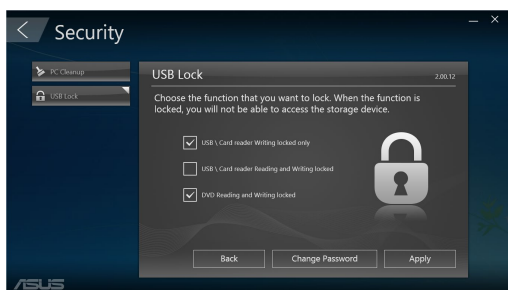 Security
PC Cleanup
USB Lock
USB Lock
2.00.12
Choose the function that you want to lock. When the function is
locked, you will not be able to access the storage device.
USB \ Card reader Writing locked only
USB \ Card reader Reading and Writing locked
DVD Reading and Writing locked
Back
Change Password
Apply
ASUS